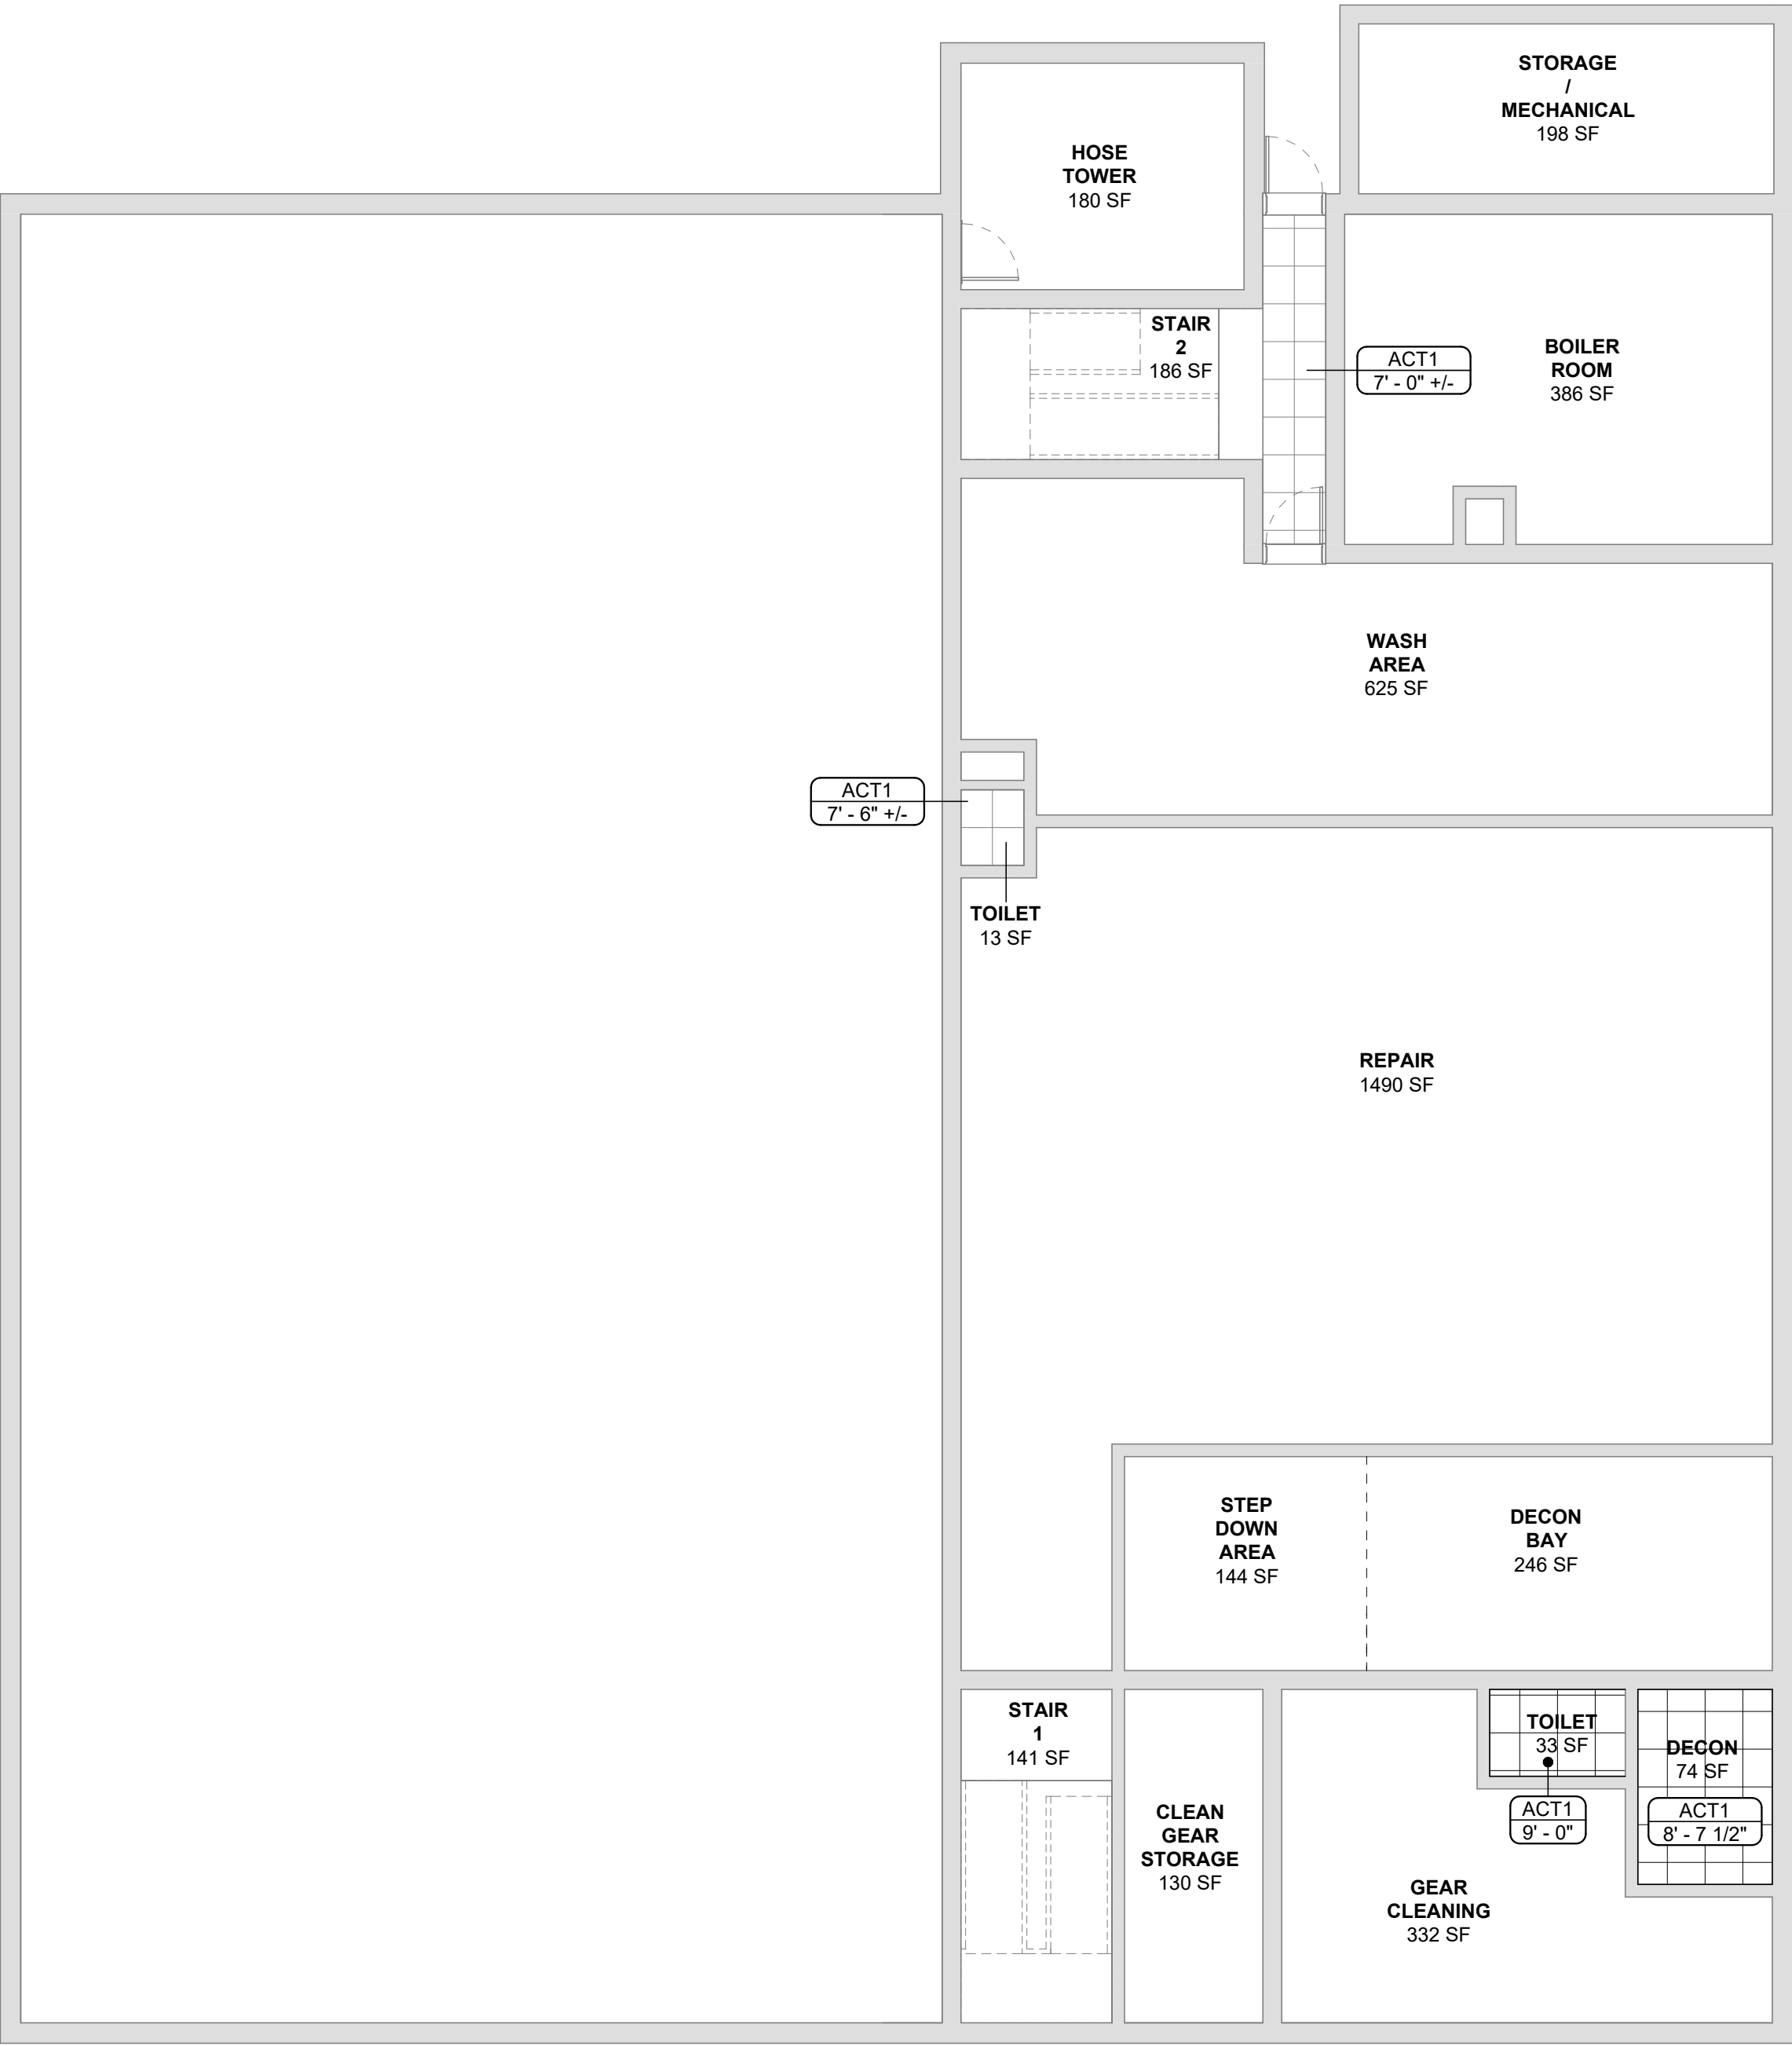 STORAGE
/
MECHANICAL
198 SF
HOSE
TOWER
180 SF
STAIR
2
186 SF
ACT1
7' - 0" +/-
BOILER
ROOM
386 SF
WASH
AREA
625 SF
ACT1
7' - 6" +/-
TOILET
13 SF
REPAIR
1490 SF
STEP
DOWN
AREA
144 SF
DECON
BAY
246 SF
STAIR
1
141 SF
CLEAN
GEAR
STORAGE
130 SF
TOILET
33 SF
ACT1
9' - 0"
DECON
74 SF
ACT1
8' - 7 1/2"
GEAR
CLEANING
332 SF